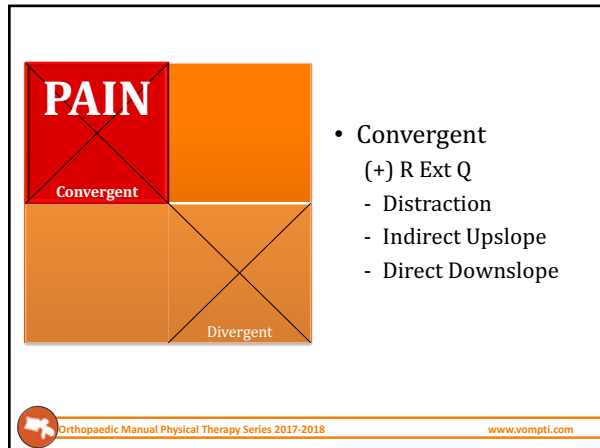 PAIN
Convergent
Divergent
• Convergent
(+) R Ext Q
- Distraction
- Indirect Upslope
- Direct Downslope
Orthopaedic Manual Physical Therapy Series 2017-2018
www.vompti.com